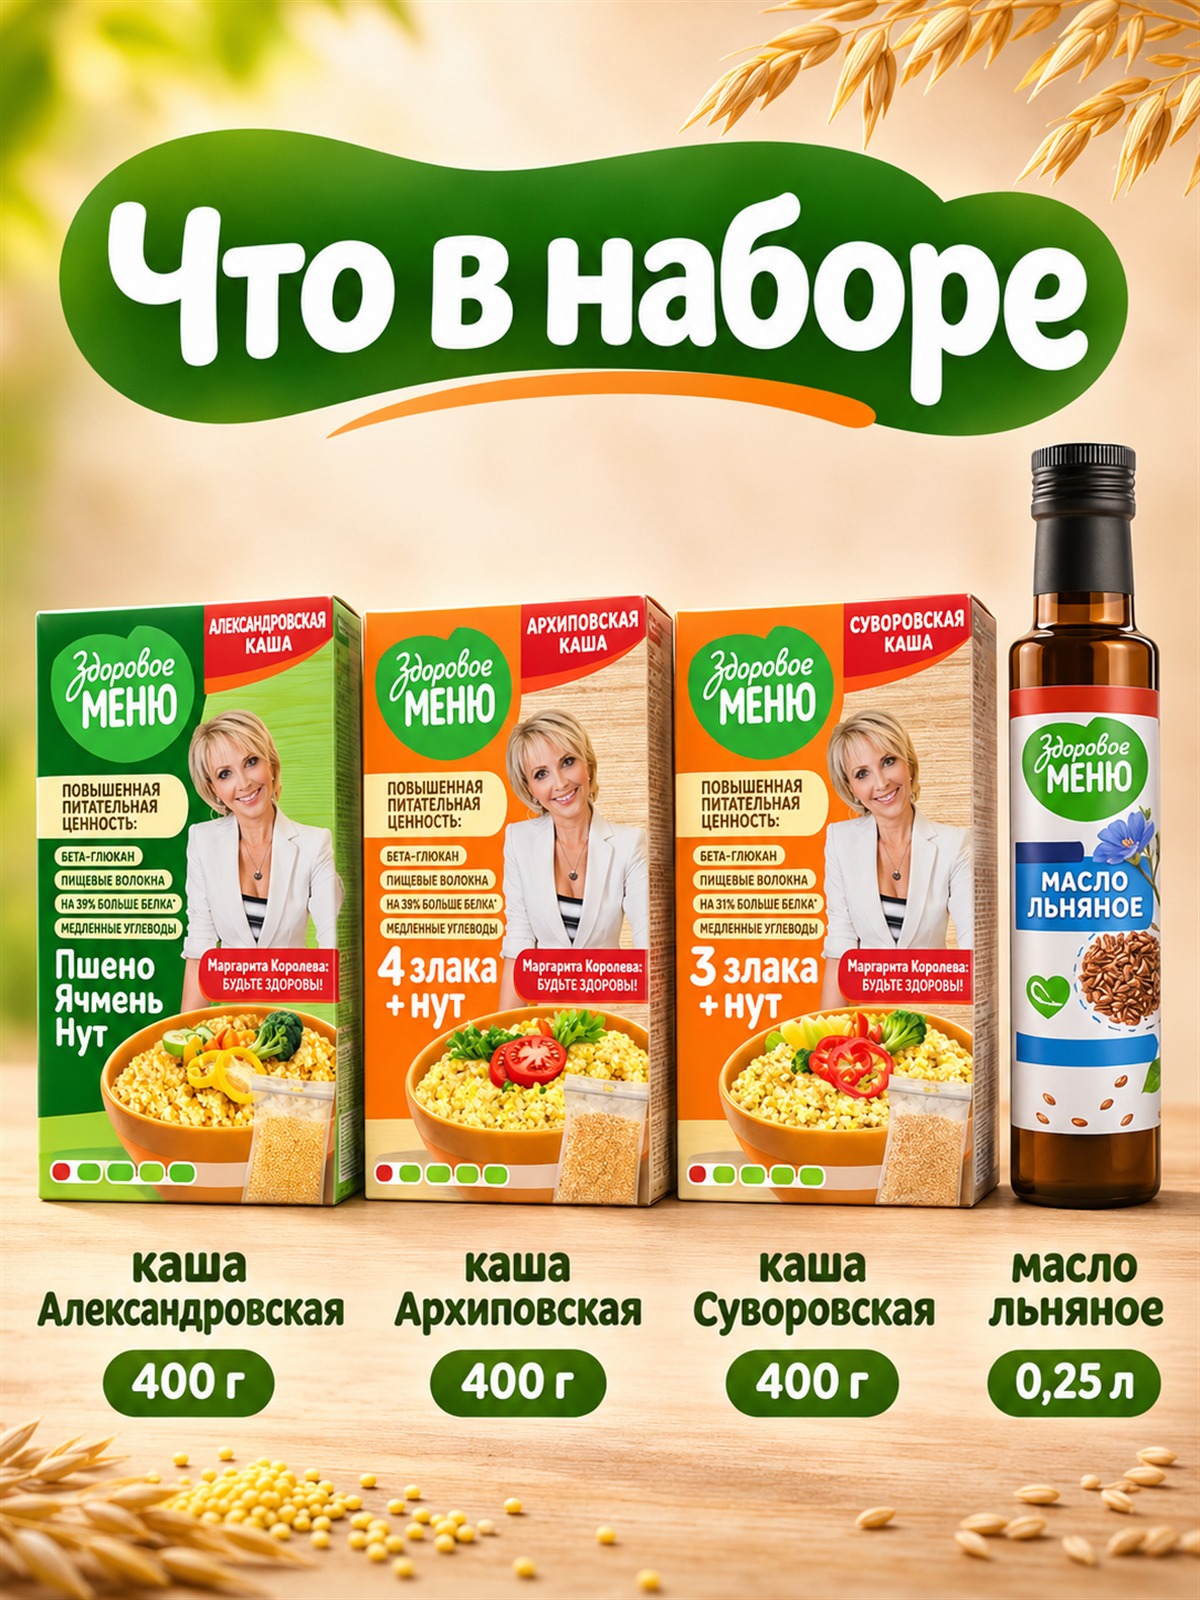 Что в наборе
АЛЕКСАНДРОВСКАЯ
КАША
Здоровое
МЕНЮ
ПОВЫШЕННАЯ
ПИТАТЕЛЬНАЯ
ЦЕННОСТЬ:
БЕТА-ГЛЮКАН
ПИЩЕВЫЕ ВОЛОКНА
НА 39% БОЛЬШЕ БЕЛКА*
МЕДЛЕННЫЕ УГЛЕВОДЫ
Пшено
Ячмень
Нут
Маргарита Королева:
БУДЬТЕ ЗДОРОВЫ!
АРХИПОВСКАЯ
КАША
Здоровое
МЕНЮ
ПОВЫШЕННАЯ
ПИТАТЕЛЬНАЯ
ЦЕННОСТЬ:
БЕТА-ГЛЮКАН
ПИЩЕВЫЕ ВОЛОКНА
НА 39% БОЛЬШЕ БЕЛКА*
МЕДЛЕННЫЕ УГЛЕВОДЫ
4 злака
+ нут
Маргарита Королева:
БУДЬТЕ ЗДОРОВЫ!
СУВОРОВСКАЯ
КАША
Здоровое
МЕНЮ
ПОВЫШЕННАЯ
ПИТАТЕЛЬНАЯ
ЦЕННОСТЬ:
БЕТА-ГЛЮКАН
ПИЩЕВЫЕ ВОЛОКНА
НА 31% БОЛЬШЕ БЕЛКА*
МЕДЛЕННЫЕ УГЛЕВОДЫ
3 злака
+ нут
Маргарита Королева:
БУДЬТЕ ЗДОРОВЫ!
Здоровое
МЕНЮ
МАСЛО
ЛЬНЯНОЕ
каша
Александровская
400 г
каша
Архиповская
400 г
каша
Суворовская
400 г
масло
льняное
0,25 л